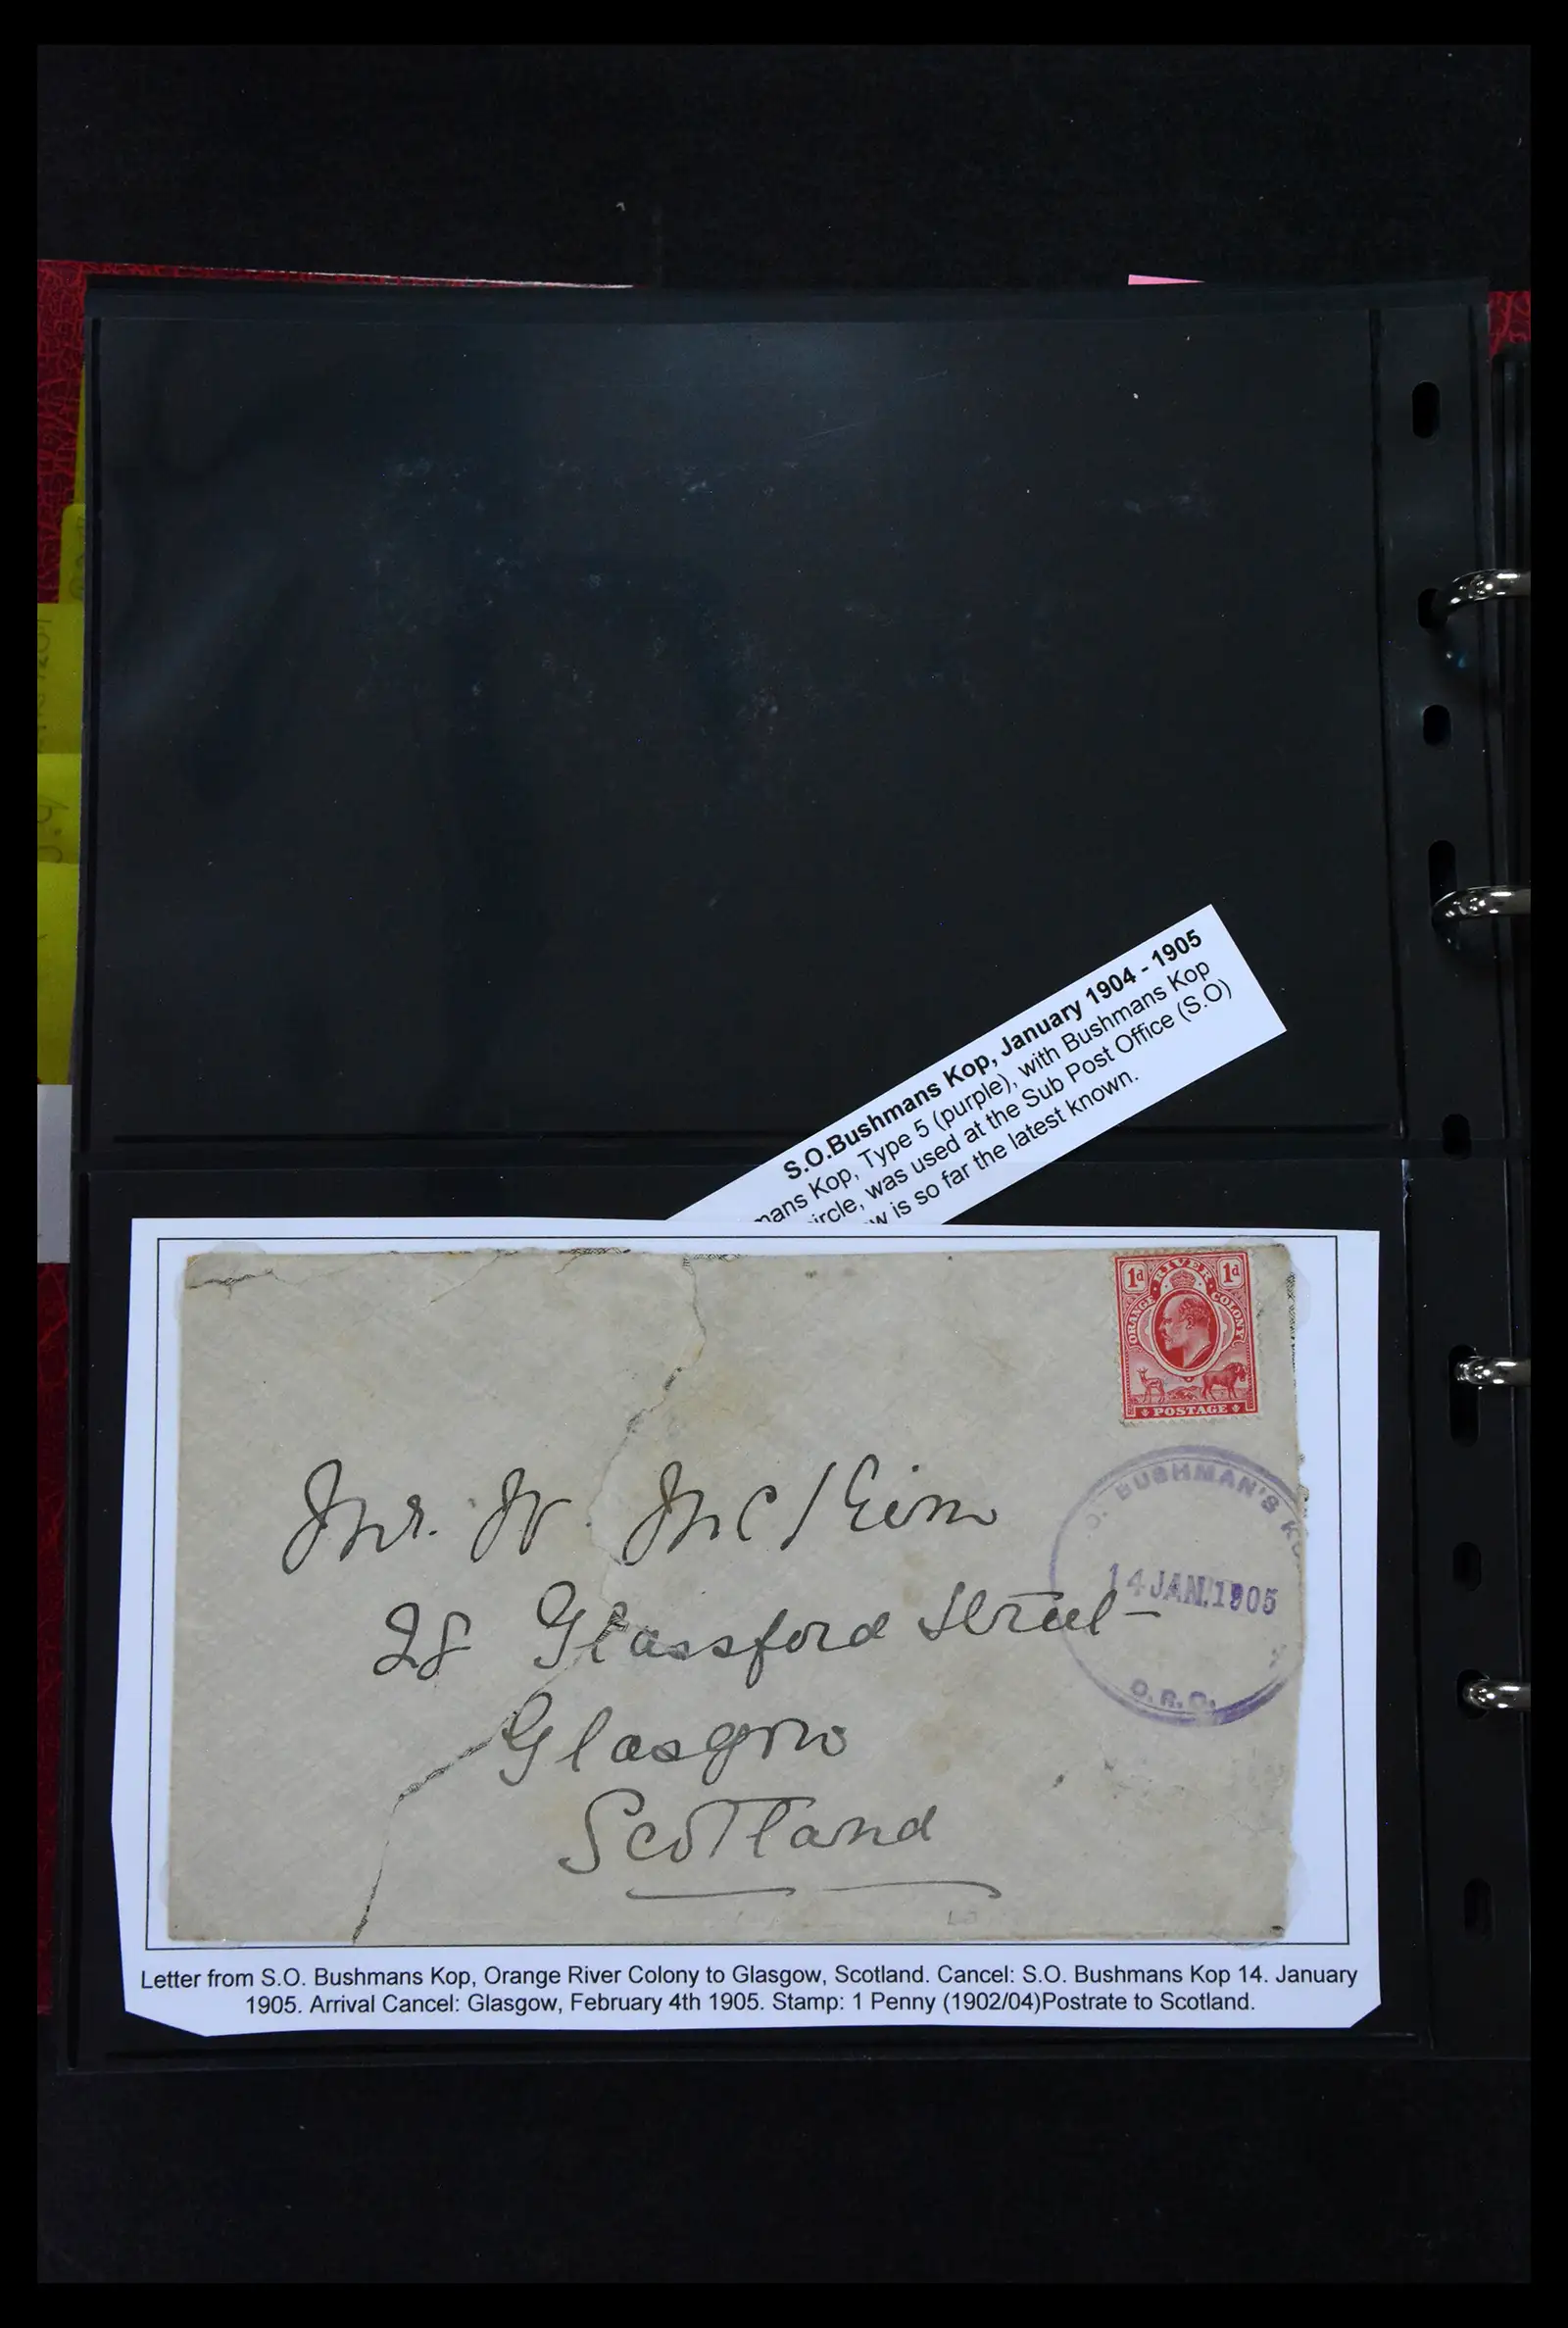 S.O.Bushmans Kop, January 1904 - 1905
mans Kop, Type 5 (purple), with Bushmans Kop
ircle, was used at the Sub Post Office (S.O)
w is so far the latest known.
1d RIVER 1d
ORANGE COLONY
POSTAGE
O. BUSHMAN'S KO
14 JAN.1905
O.R.C.
Mr. W. Mc/Eim
28 Glassford Street
Glasgow
Scotland
Letter from S.O. Bushmans Kop, Orange River Colony to Glasgow, Scotland. Cancel: S.O. Bushmans Kop 14. January
1905. Arrival Cancel: Glasgow, February 4th 1905. Stamp: 1 Penny (1902/04)Postrate to Scotland.